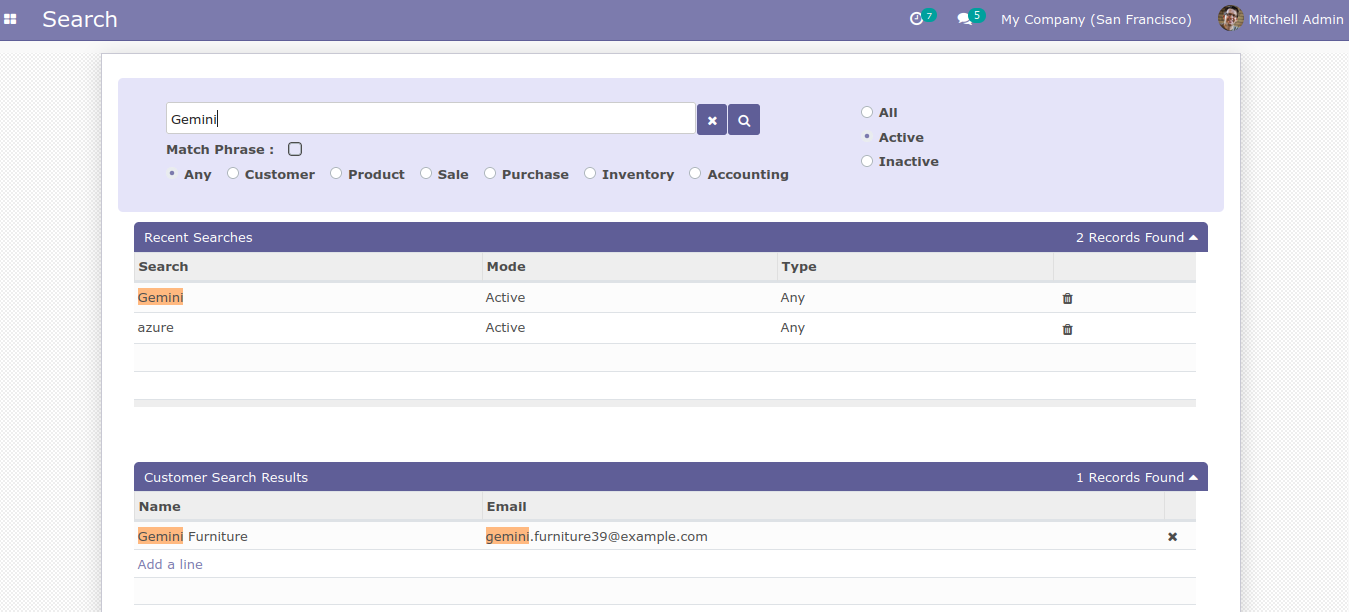 Search 7 5 My Company (San Francisco) Mitchell Admin
Gemini
All
Match Phrase :
Active
Any Customer Product Sale Purchase Inventory Accounting
Inactive
Recent Searches 2 Records Found
Search Mode Type
Gemini Active Any
azure Active Any
Customer Search Results 1 Records Found
Name Email
Gemini Furniture gemini.furniture39@example.com
Add a line